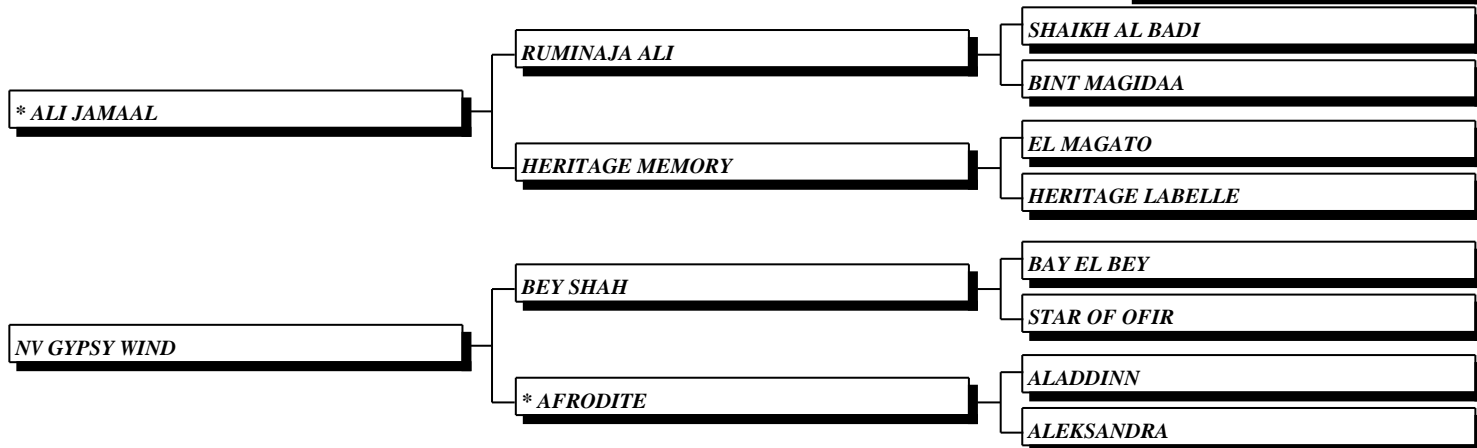 SHAIKH AL BADI
RUMINAJA ALI
BINT MAGIDAA
* ALI JAMAAL
EL MAGATO
HERITAGE MEMORY
HERITAGE LABELLE
BAY EL BEY
BEY SHAH
STAR OF OFIR
NV GYPSY WIND
ALADDINN
* AFRODITE
ALEKSANDRA